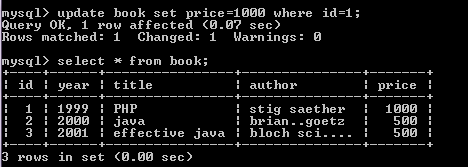 mysql> update book set price=1000 where id=1;
Query OK, 1 row affected (0.07 sec)
Rows matched: 1  Changed: 1  Warnings: 0

mysql> select * from book;
+----+------+----------------+----------------+-------+
| id | year | title          | author         | price |
+----+------+----------------+----------------+-------+
|  1 | 1999 | PHP            | stig saether   |  1000 |
|  2 | 2000 | java           | brian..goetz   |   500 |
|  3 | 2001 | effective java | bloch sci....  |   500 |
+----+------+----------------+----------------+-------+
3 rows in set (0.00 sec)